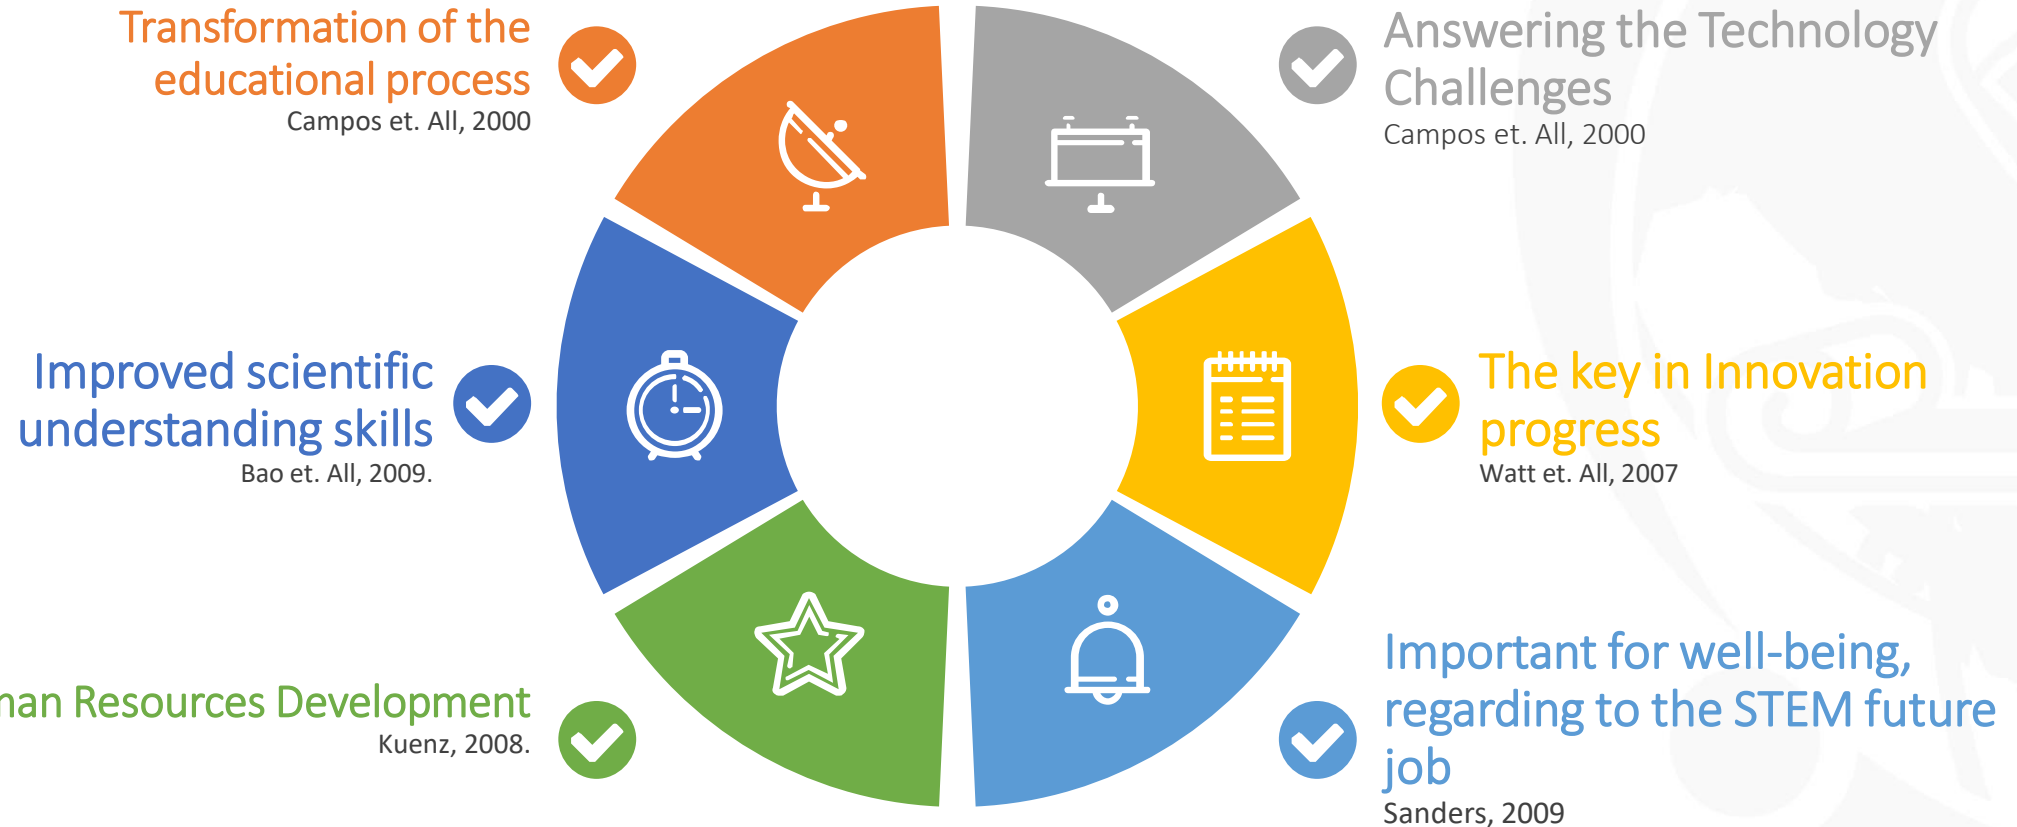 Transformation of the
educational process
Campos et. All, 2000
Answering the Technology
Challenges
Campos et. All, 2000
Improved scientific
understanding skills
Bao et. All, 2009.
The key in Innovation
progress
Watt et. All, 2007
Resources Development
Kuenz, 2008.
Important for well-being,
regarding to the STEM future
job
Sanders, 2009